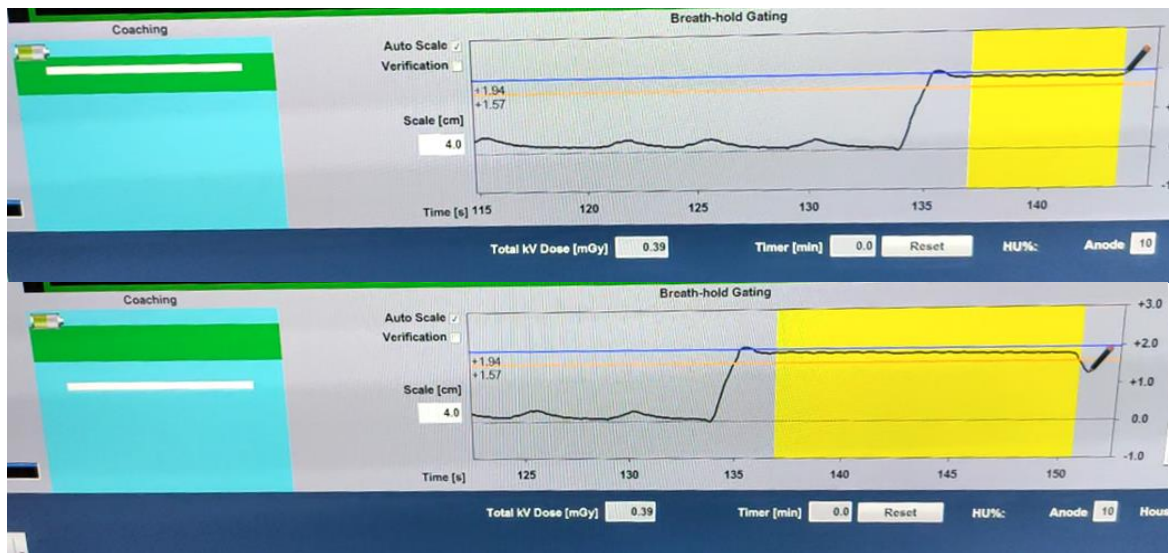 Coaching
Breath-hold Gating
Auto Scale
Verification
+1.94
+1.57
Scale [cm]
4.0
Time [s] 115 120 125 130 135 140
Total kV Dose [mGy] 0.39 Timer [min] 0.0 Reset HU%: Anode 10
Coaching
Breath-hold Gating
Auto Scale
Verification
+3.0
+1.94
+2.0
+1.57
+1.0
Scale [cm]
4.0
0.0
-1.0
Time [s] 125 130 135 140 145 150
Total kV Dose [mGy] 0.39 Timer [min] 0.0 Reset HU%: Anode 10